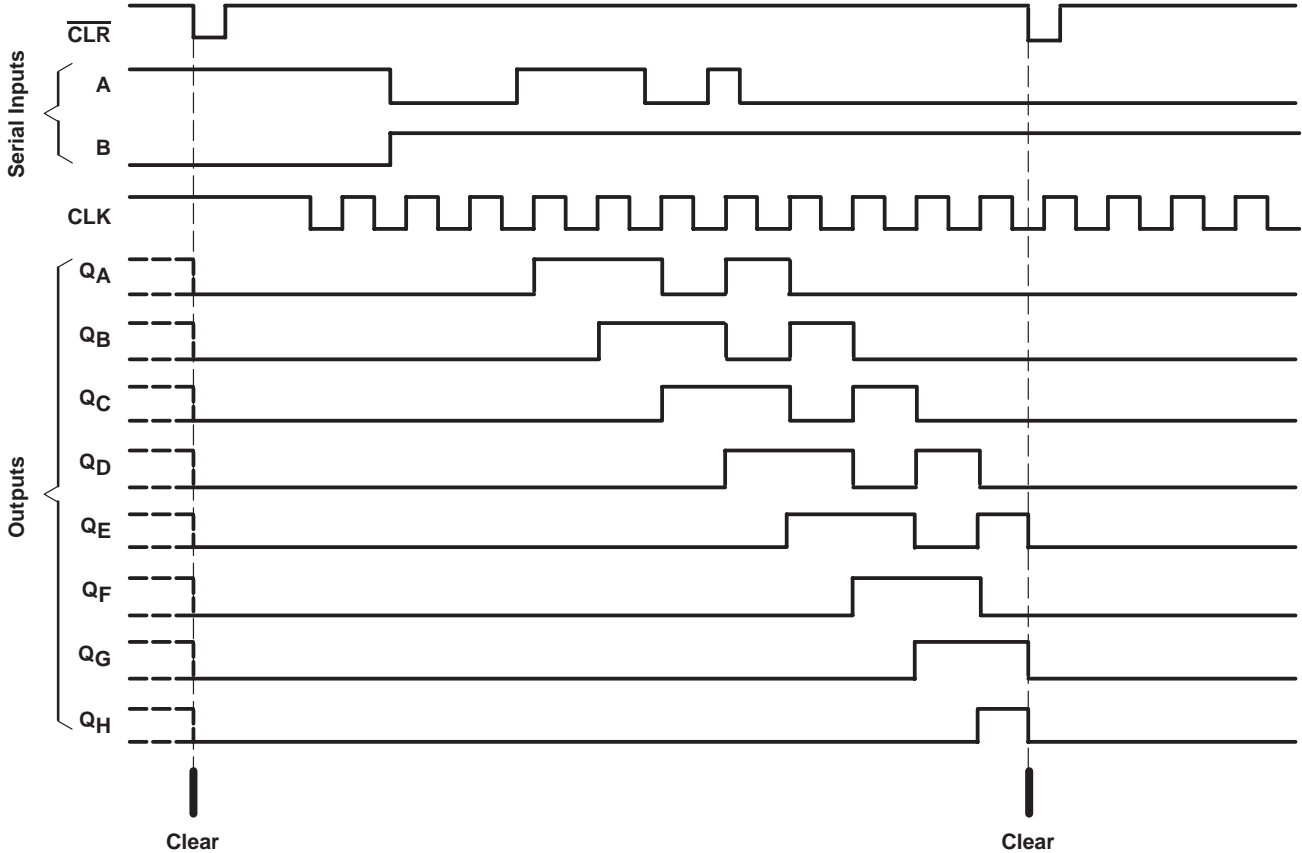 CLR
Serial Inputs
A
B
CLK
Outputs
QA
QB
QC
QD
QE
QF
QG
QH
Clear
Clear